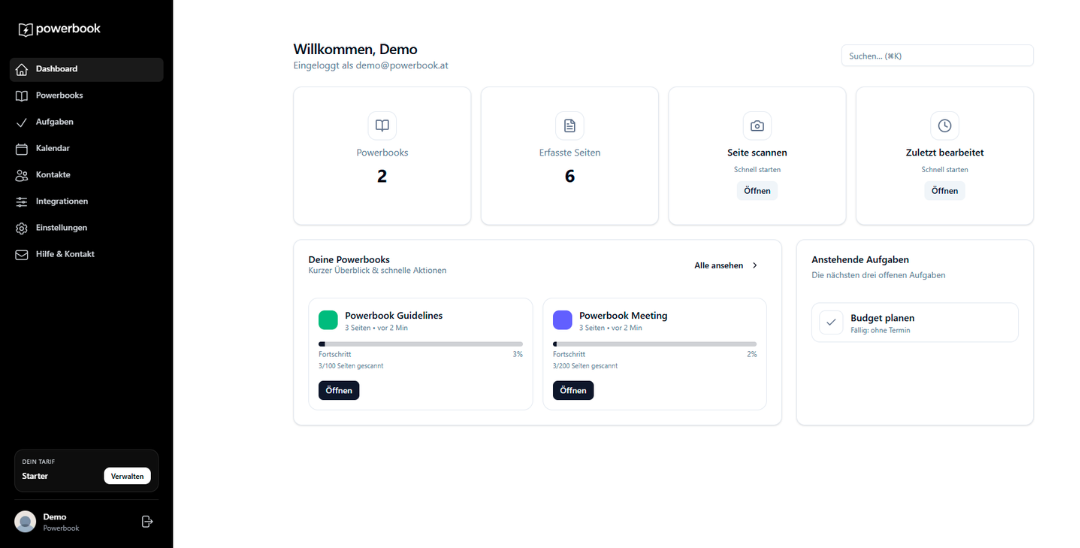 powerbook
Dashboard
Powerbooks
Aufgaben
Kalendar
Kontakte
Integrationen
Einstellungen
Hilfe & Kontakt
DEIN TARIF
Starter
Verwalten
Demo
Powerbook
Willkommen, Demo
Eingeloggt als demo@powerbook.at
Suchen... (⌘K)
Powerbooks
2
Erfasste Seiten
6
Seite scannen
Schnell starten
Öffnen
Zuletzt bearbeitet
Schnell starten
Öffnen
Deine Powerbooks
Kurzer Überblick & schnelle Aktionen
Alle ansehen
Powerbook Guidelines
3 Seiten • vor 2 Min
Fortschritt 3%
3/100 Seiten gescannt
Öffnen
Powerbook Meeting
3 Seiten • vor 2 Min
Fortschritt 2%
3/200 Seiten gescannt
Öffnen
Anstehende Aufgaben
Die nächsten drei offenen Aufgaben
Budget planen
Fällig: ohne Termin